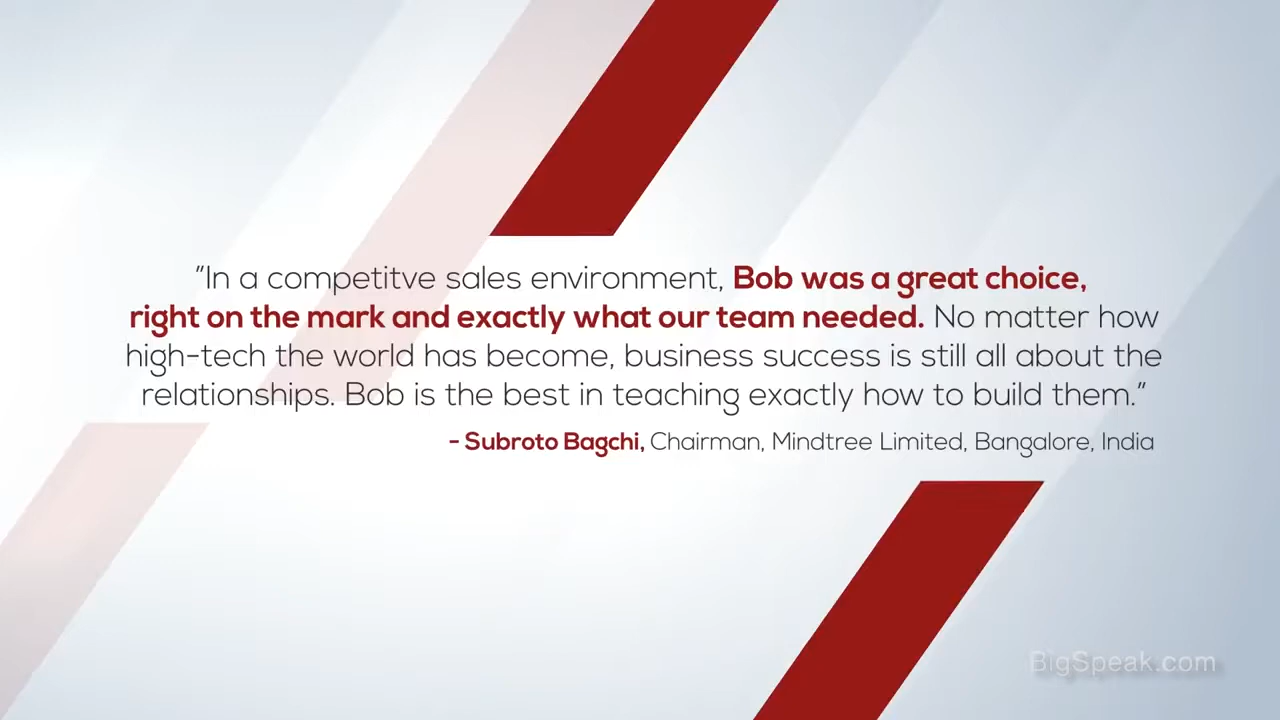 "In a competitve sales environment, Bob was a great choice,
right on the mark and exactly what our team needed. No matter how
high-tech the world has become, business success is still all about the
relationships. Bob is the best in teaching exactly how to build them."
- Subroto Bagchi, Chairman, Mindtree Limited, Bangalore, India
BigSpeak.com